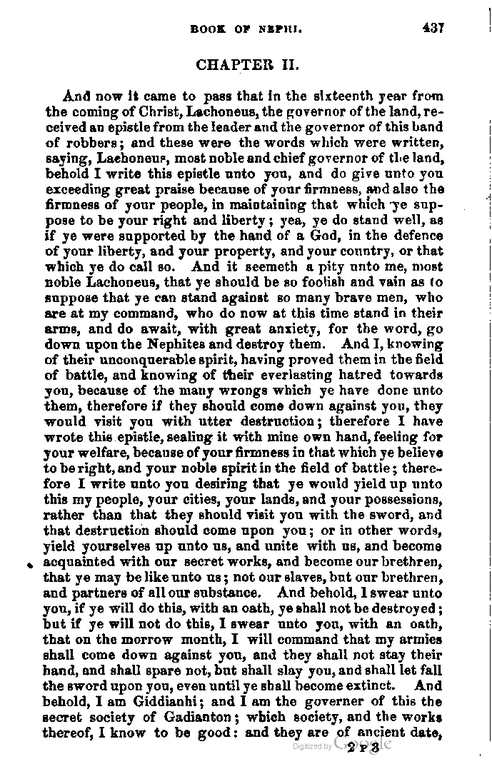 BOOK OF NEPHI. 437
CHAPTER II.
And now it came to pass that in the sixteenth year from
the coming of Christ, Lachoneus, the governor of the land, re-
ceived an epistle from the leader and the governor of this band
of robbers; and these were the words which were written,
saying, Lachoneus, most noble and chief governor of the land,
behold I write this epistle unto you, and do give unto you
exceeding great praise because of your firmness, and also the
firmness of your people, in maintaining that which ye sup-
pose to be your right and liberty; yea, ye do stand well, as
if ye were supported by the hand of a God, in the defence
of your liberty, and your property, and your country, or that
which ye do call so. And it seemeth a pity unto me, most
noble Lachoneus, that ye should be so foolish and vain as to
suppose that ye can stand against so many brave men, who
are at my command, who do now at this time stand in their
arms, and do await, with great anxiety, for the word, go
down upon the Nephites and destroy them. And I, knowing
of their unconquerable spirit, having proved them in the field
of battle, and knowing of their everlasting hatred towards
you, because of the many wrongs which ye have done unto
them, therefore if they should come down against you, they
would visit you with utter destruction; therefore I have
wrote this epistle, sealing it with mine own hand, feeling for
your welfare, because of your firmness in that which ye believe
to be right, and your noble spirit in the field of battle; there-
fore I write unto you desiring that ye would yield up unto
this my people, your cities, your lands, and your possessions,
rather than that they should visit you with the sword, and
that destruction should come upon you; or in other words,
yield yourselves up unto us, and unite with us, and become
acquainted with our secret works, and become our brethren,
that ye may be like unto us; not our slaves, but our brethren,
and partners of all our substance. And behold, I swear unto
you, if ye will do this, with an oath, ye shall not be destroyed;
but if ye will not do this, I swear unto you, with an oath,
that on the morrow month, I will command that my armies
shall come down against you, and they shall not stay their
hand, and shall spare not, but shall slay you, and shall let fall
the sword upon you, even until ye shall become extinct. And
behold, I am Giddianhi; and I am the governer of this the
secret society of Gadianton; which society, and the works
thereof, I know to be good: and they are of ancient date,
Digitized by Google
2 P 3